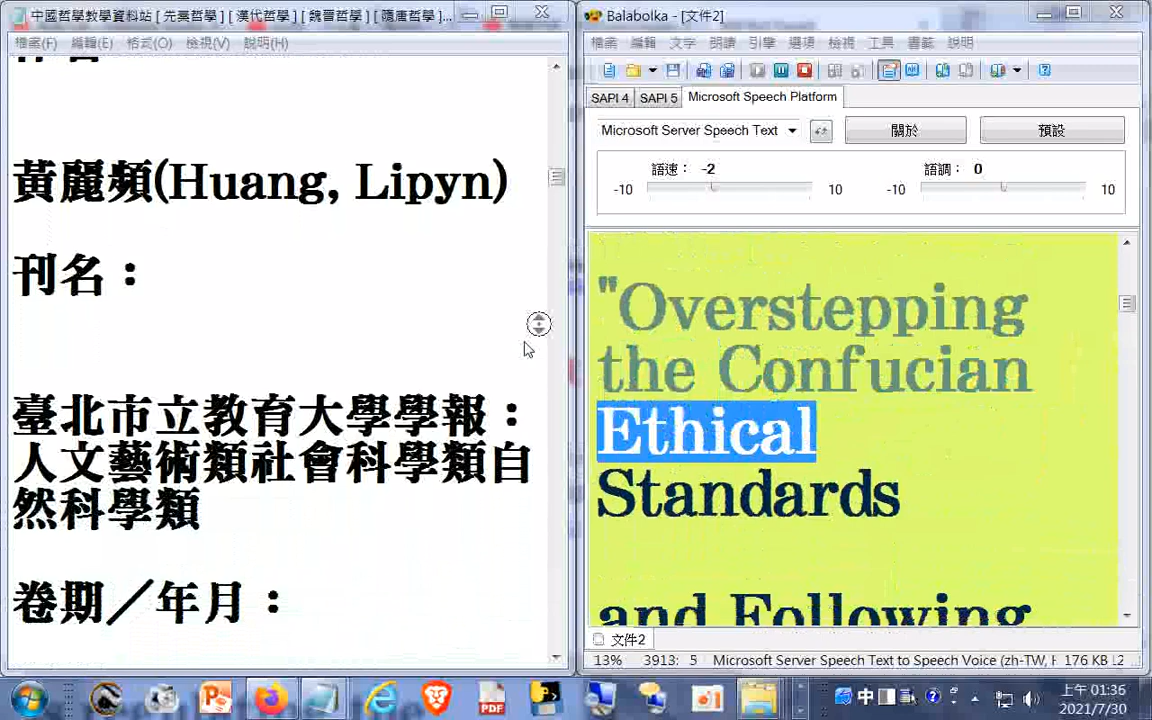 中國哲學教學資料站 [ 先秦哲學 ] [ 漢代哲學 ] [ 魏晉哲學 ] [ 隋唐哲學 ]...
檔案(F) 編輯(E) 格式(O) 檢視(V) 說明(H)
黃麗頻(Huang, Lipyn)
刊名：
臺北市立教育大學學報：
人文藝術類社會科學類自
然科學類
卷期／年月：
Balabolka - [文件2]
檔案 編輯 文字 朗讀 引擎 選項 檢視 工具 書籤 說明
SAPI 4 SAPI 5 Microsoft Speech Platform
Microsoft Server Speech Text 關於 預設
語速： -2 語調： 0
-10 10 -10 10
"Overstepping
the Confucian
Ethical
Standards
and Following
文件2
13% 3913: 5 Microsoft Server Speech Text to Speech Voice (zh-TW, H 176 KB
中
上午 01:36
2021/7/30